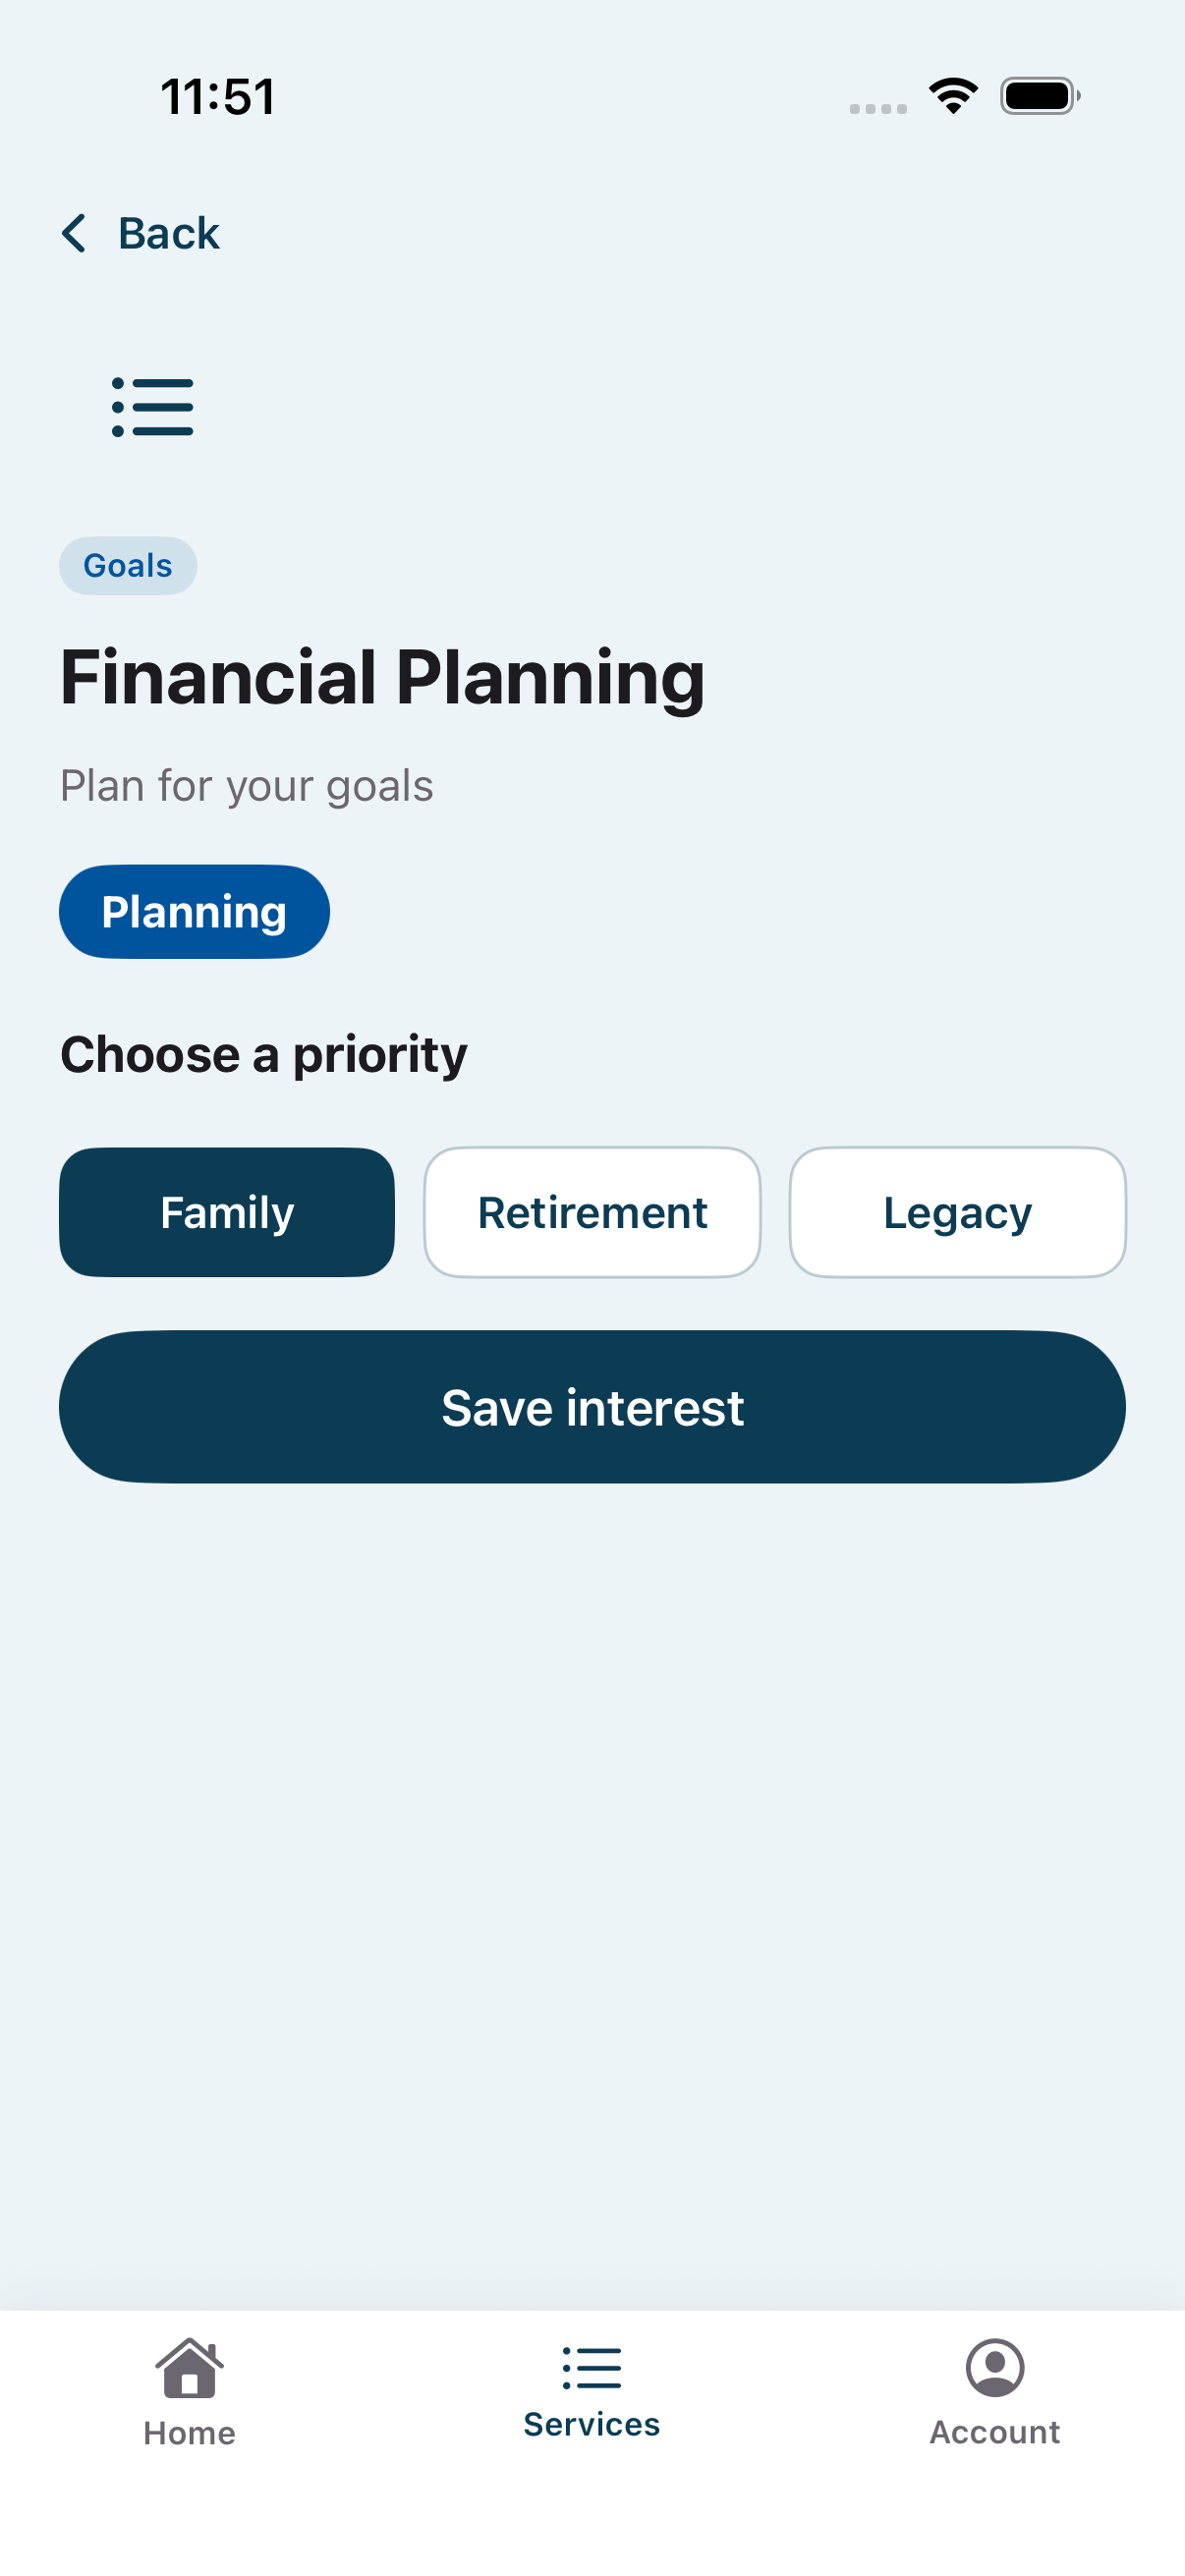 11:51
Back
Goals
Financial Planning
Plan for your goals
Planning
Choose a priority
Family Retirement Legacy
Save interest
Home Services Account